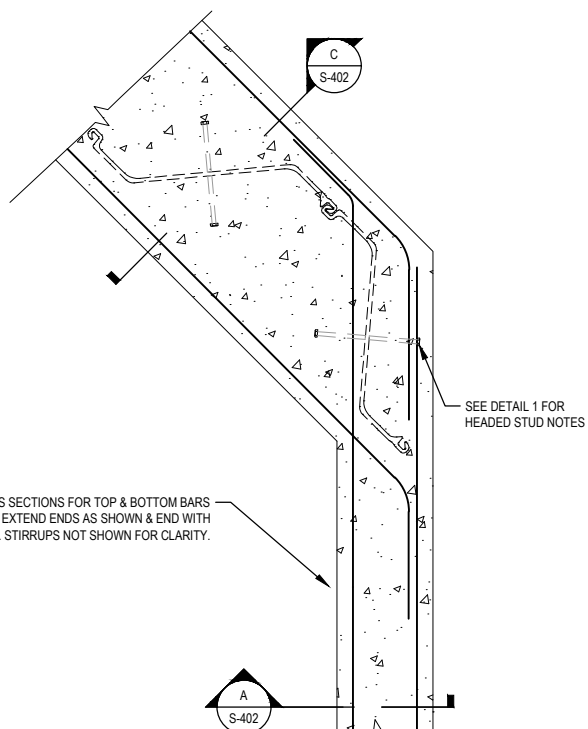 C
S-402
SEE DETAIL 1 FOR
HEADED STUD NOTES
SECTIONS FOR TOP & BOTTOM BARS
EXTEND ENDS AS SHOWN & END WITH
STIRRUPS NOT SHOWN FOR CLARITY.
A
S-402